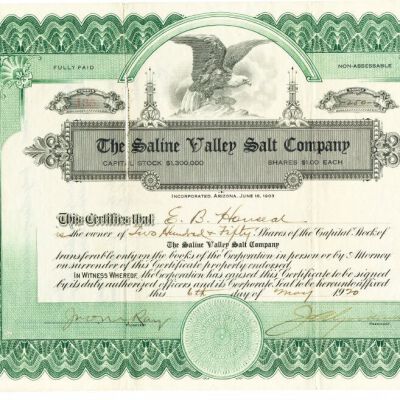 FULLY PAID
NON-ASSESSABLE
The Saline Valley Salt Company
CAPITAL STOCK $1,300,000 SHARES $1.00 EACH
INCORPORATED, ARIZONA, JUNE 16, 1903
This Certifies that E. B.
is the owner of Two Hundred Fifty Shares of the Capital Stock of
The Saline Valley Salt Company
transferable only on the books of the Corporation in person or by Attorney
on surrender of this Certificate properly endorsed.
IN WITNESS WHEREOF, the Corporation has caused this Certificate to be signed
by its duly authorized officers and its Corporate Seal to be hereunto affixed
this 6th day of May 1920
SECRETARY
PRESIDENT